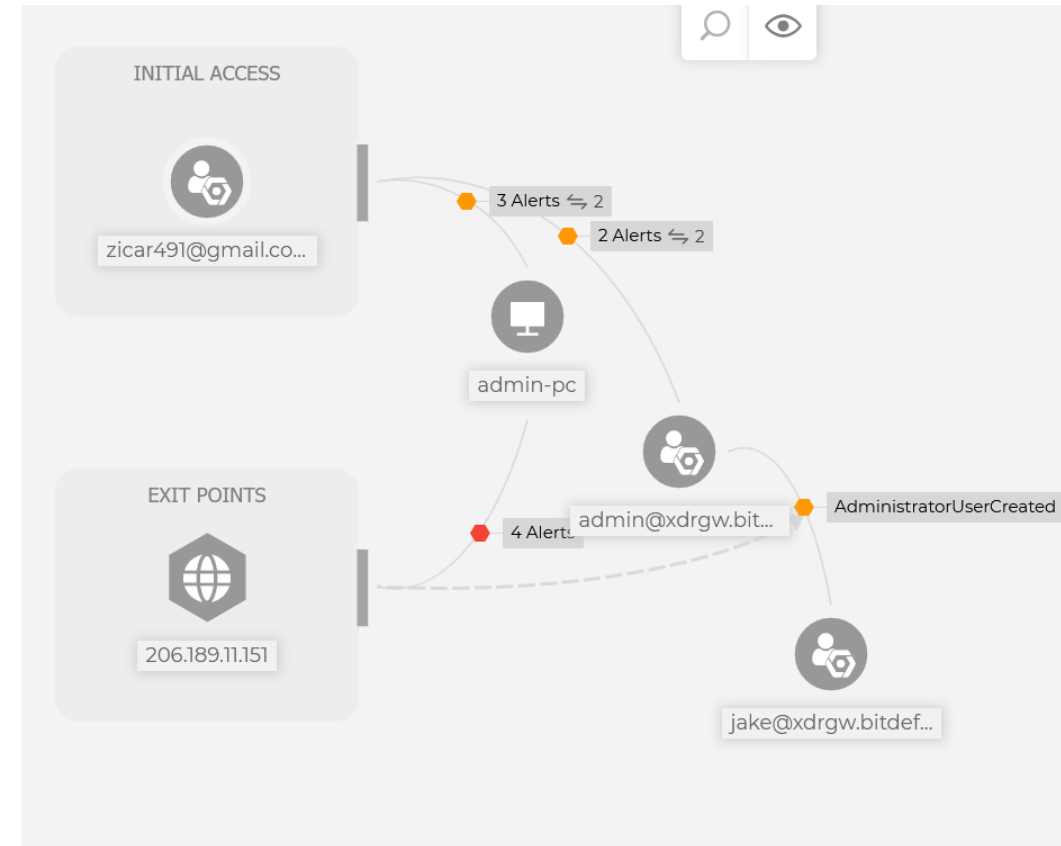 INITIAL ACCESS
zicar491@gmail.co...
3 Alerts 2
2 Alerts 2
admin-pc
EXIT POINTS
206.189.11.151
4 Alerts
admin@xdrgw.bit...
AdministratorUserCreated
jake@xdrgw.bitdef...